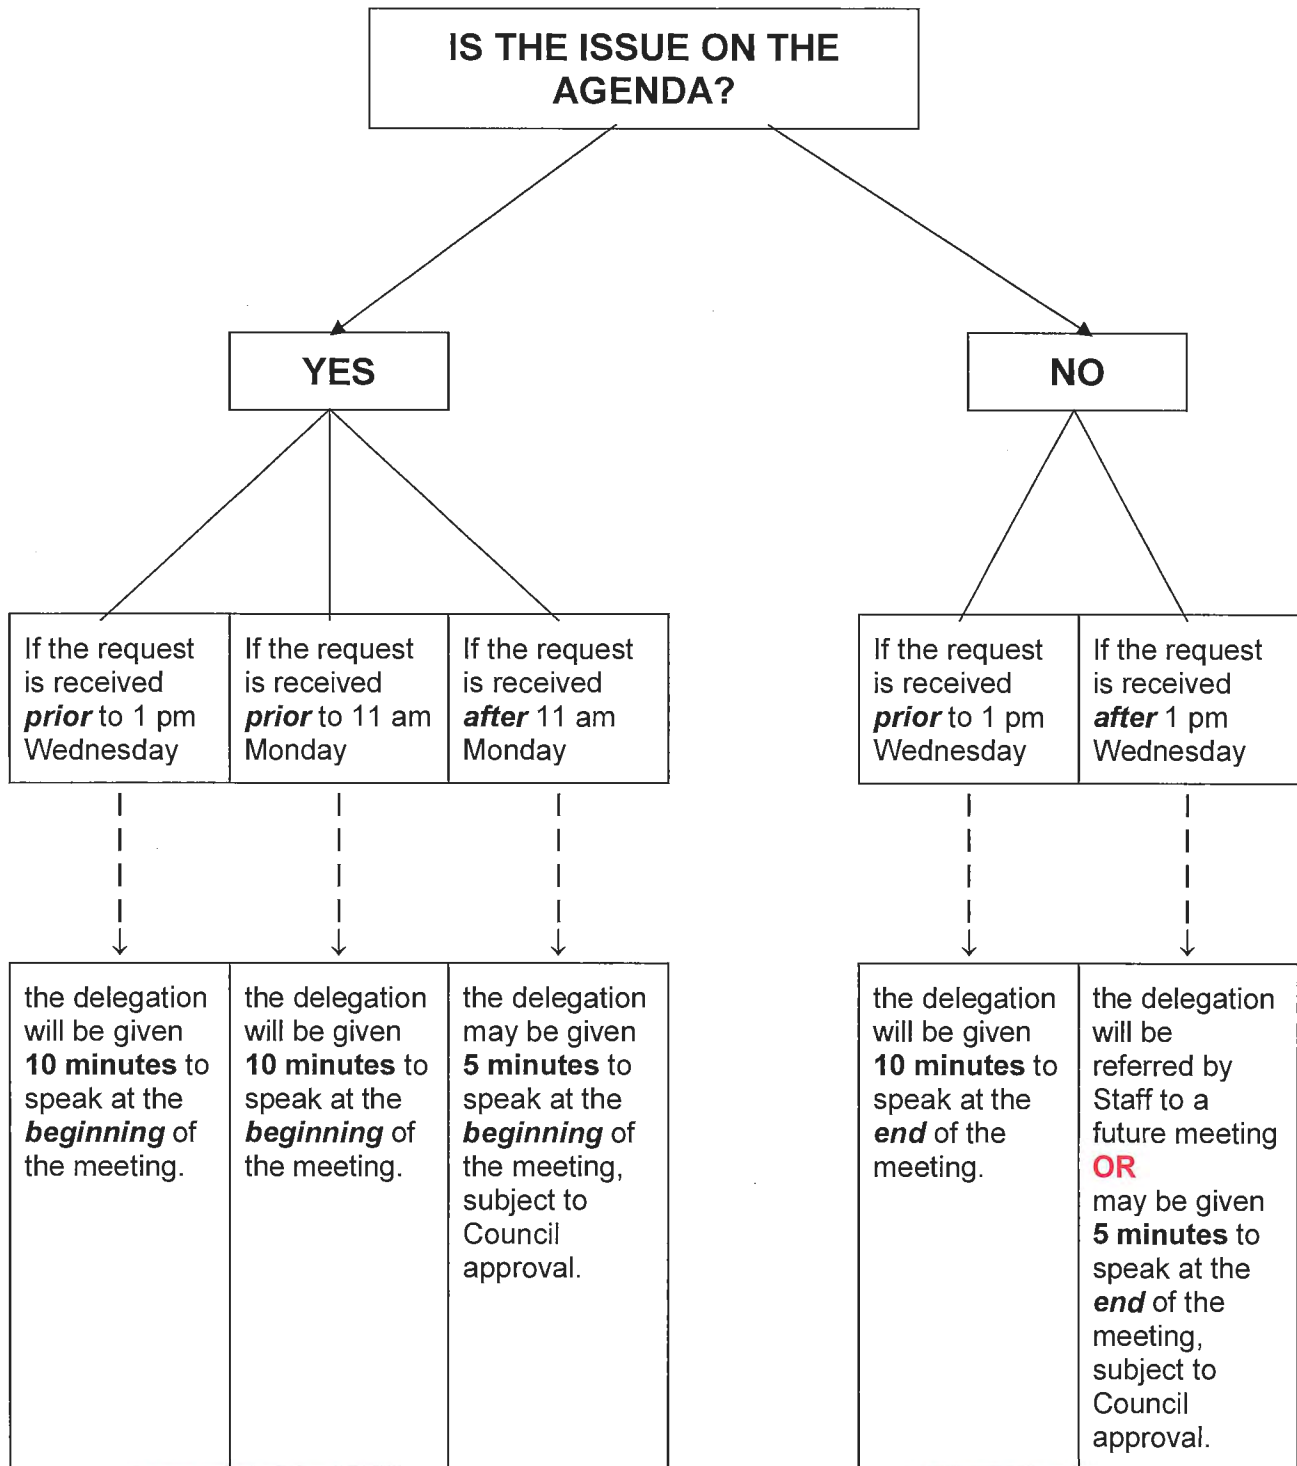 IS THE ISSUE ON THE
AGENDA?
YES
NO
If the request
is received
prior to 1 pm
Wednesday
If the request
is received
prior to 11 am
Monday
If the request
is received
after 11 am
Monday
If the request
is received
prior to 1 pm
Wednesday
If the request
is received
after 1 pm
Wednesday
the delegation
will be given
10 minutes to
speak at the
beginning of
the meeting.
the delegation
will be given
10 minutes to
speak at the
beginning of
the meeting.
the delegation
may be given
5 minutes to
speak at the
beginning of
the meeting,
subject to
Council
approval.
the delegation
will be given
10 minutes to
speak at the
end of the
meeting.
the delegation
will be
referred by
Staff to a
future meeting
OR
may be given
5 minutes to
speak at the
end of the
meeting,
subject to
Council
approval.